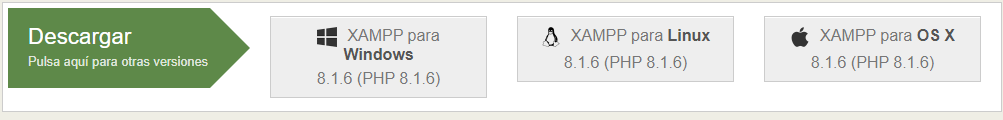 Descargar
Pulsa aquí para otras versiones
XAMPP para
Windows
8.1.6 (PHP 8.1.6)
XAMPP para Linux
8.1.6 (PHP 8.1.6)
XAMPP para OS X
8.1.6 (PHP 8.1.6)